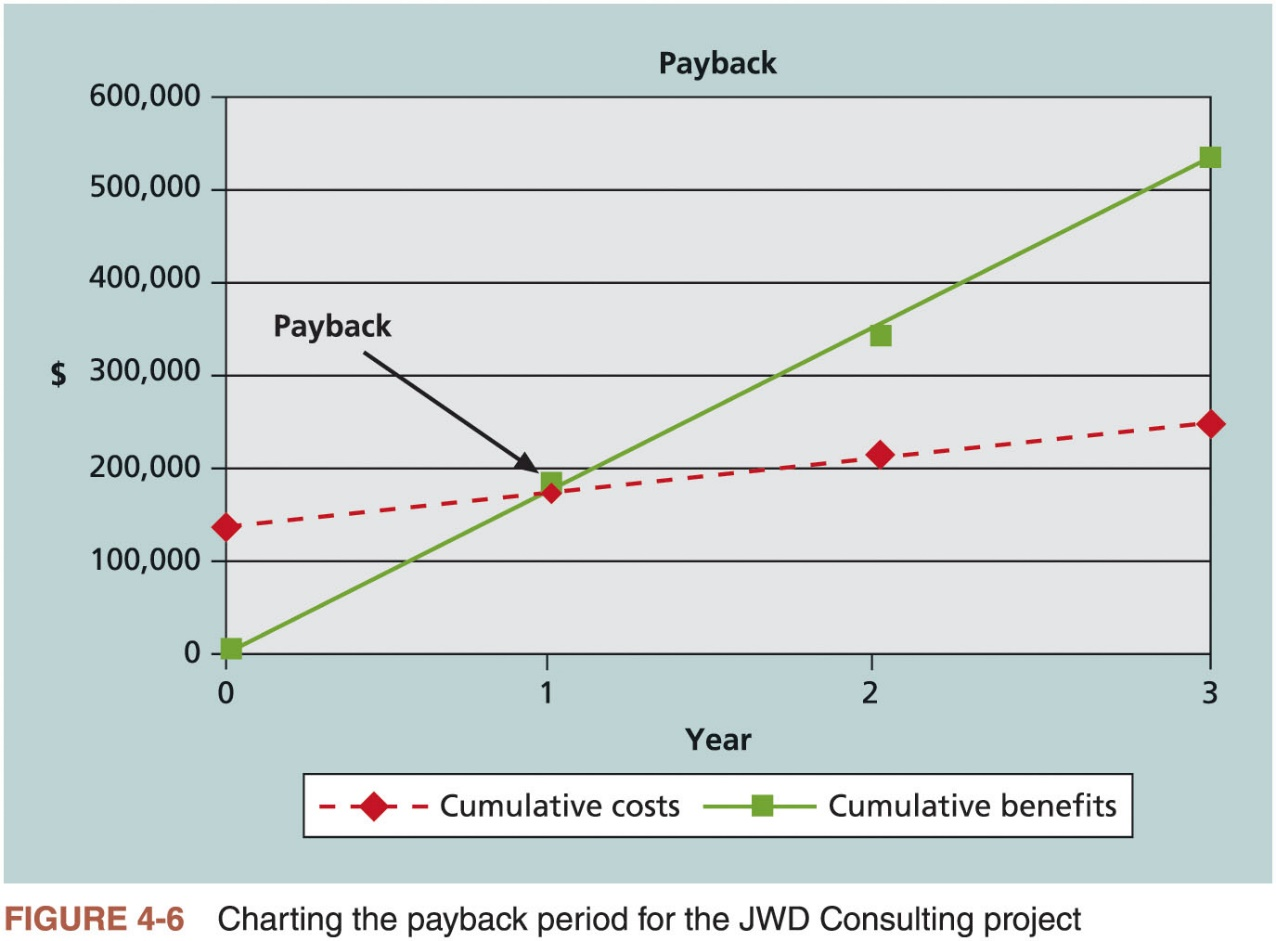 Payback
600,000
500,000
400,000
Payback
$ 300,000
200,000
100,000
0
0 1 2 3
Year
Cumulative costs Cumulative benefits
FIGURE 4-6 Charting the payback period for the JWD Consulting project